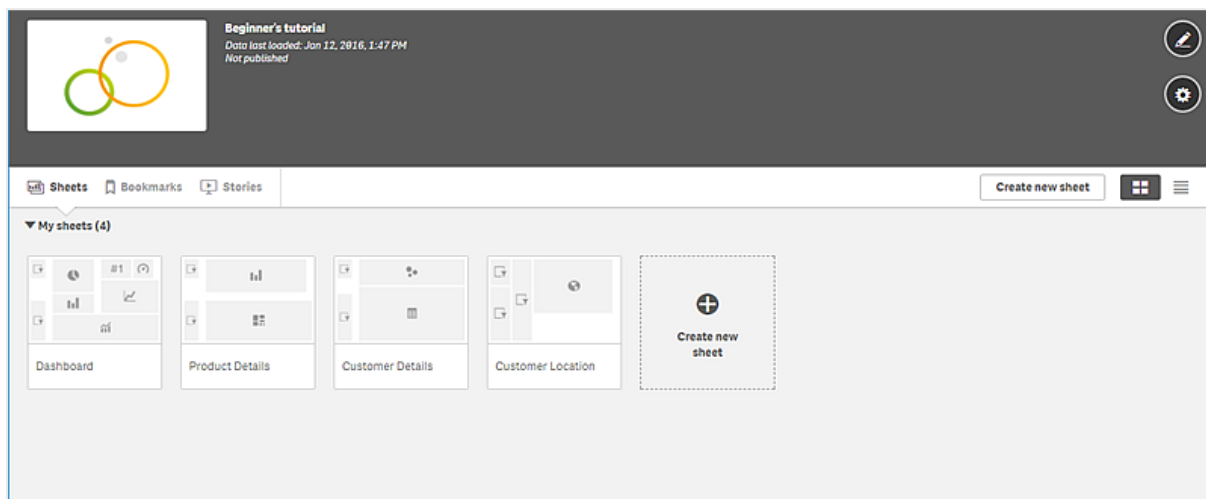 Beginner's tutorial
Data last loaded: Jan 12, 2016, 1:47 PM
Not published
Sheets Bookmarks Stories Create new sheet
My sheets (4)
#1
Dashboard Product Details Customer Details Customer Location Create new
sheet